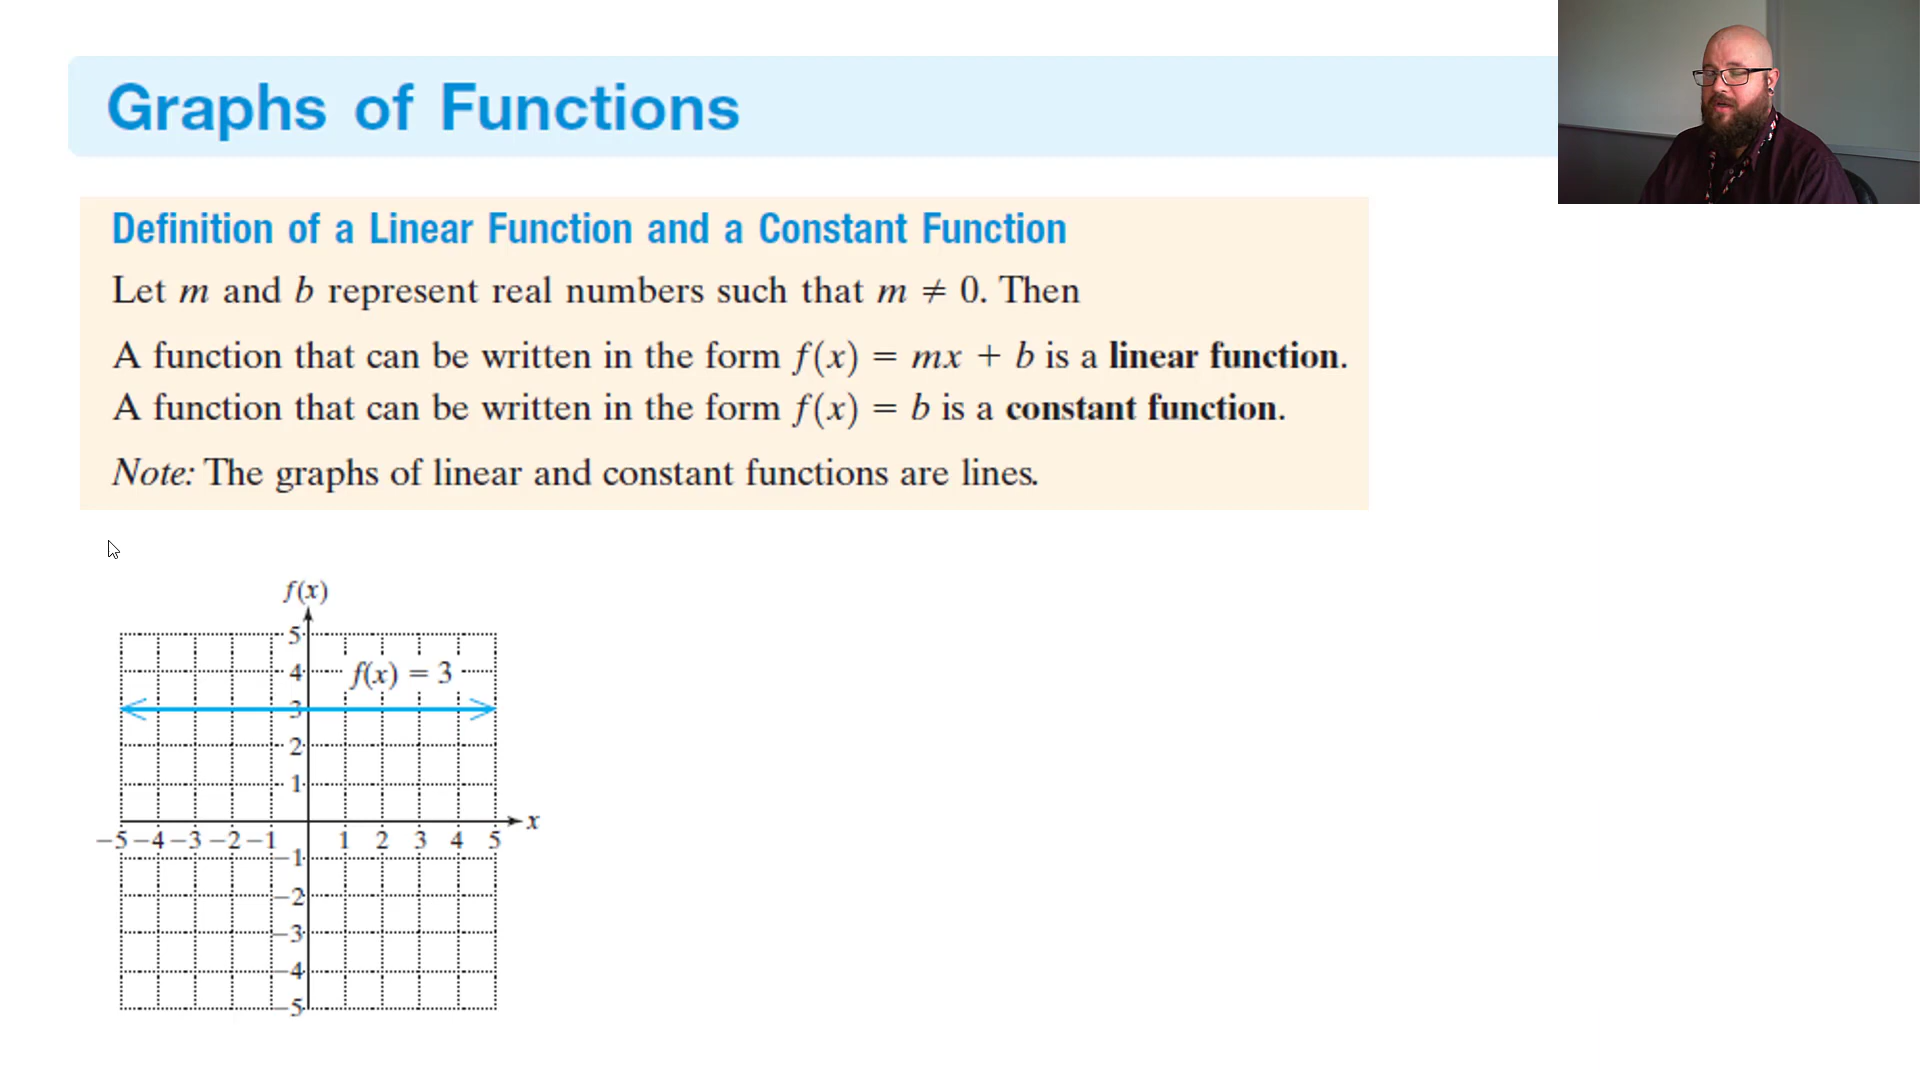 Graphs of Functions
Definition of a Linear Function and a Constant Function
Let m and b represent real numbers such that m ≠ 0. Then
A function that can be written in the form f(x) = mx + b is a linear function.
A function that can be written in the form f(x) = b is a constant function.
Note: The graphs of linear and constant functions are lines.
f(x)
5
4 f(x) = 3
3
2
1
x
−5 −4 −3 −2 −1 1 2 3 4 5
−1
−2
−3
−4
−5